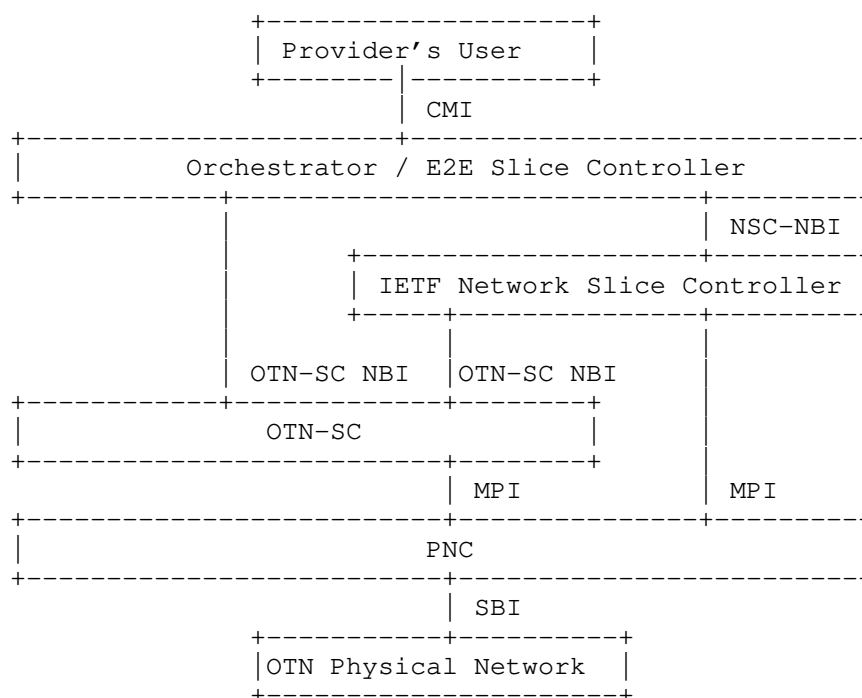 Provider's User
CMI
Orchestrator / E2E Slice Controller
NSC-NBI
IETF Network Slice Controller
OTN-SC NBI OTN-SC NBI
OTN-SC
MPI MPI
PNC
SBI
OTN Physical Network